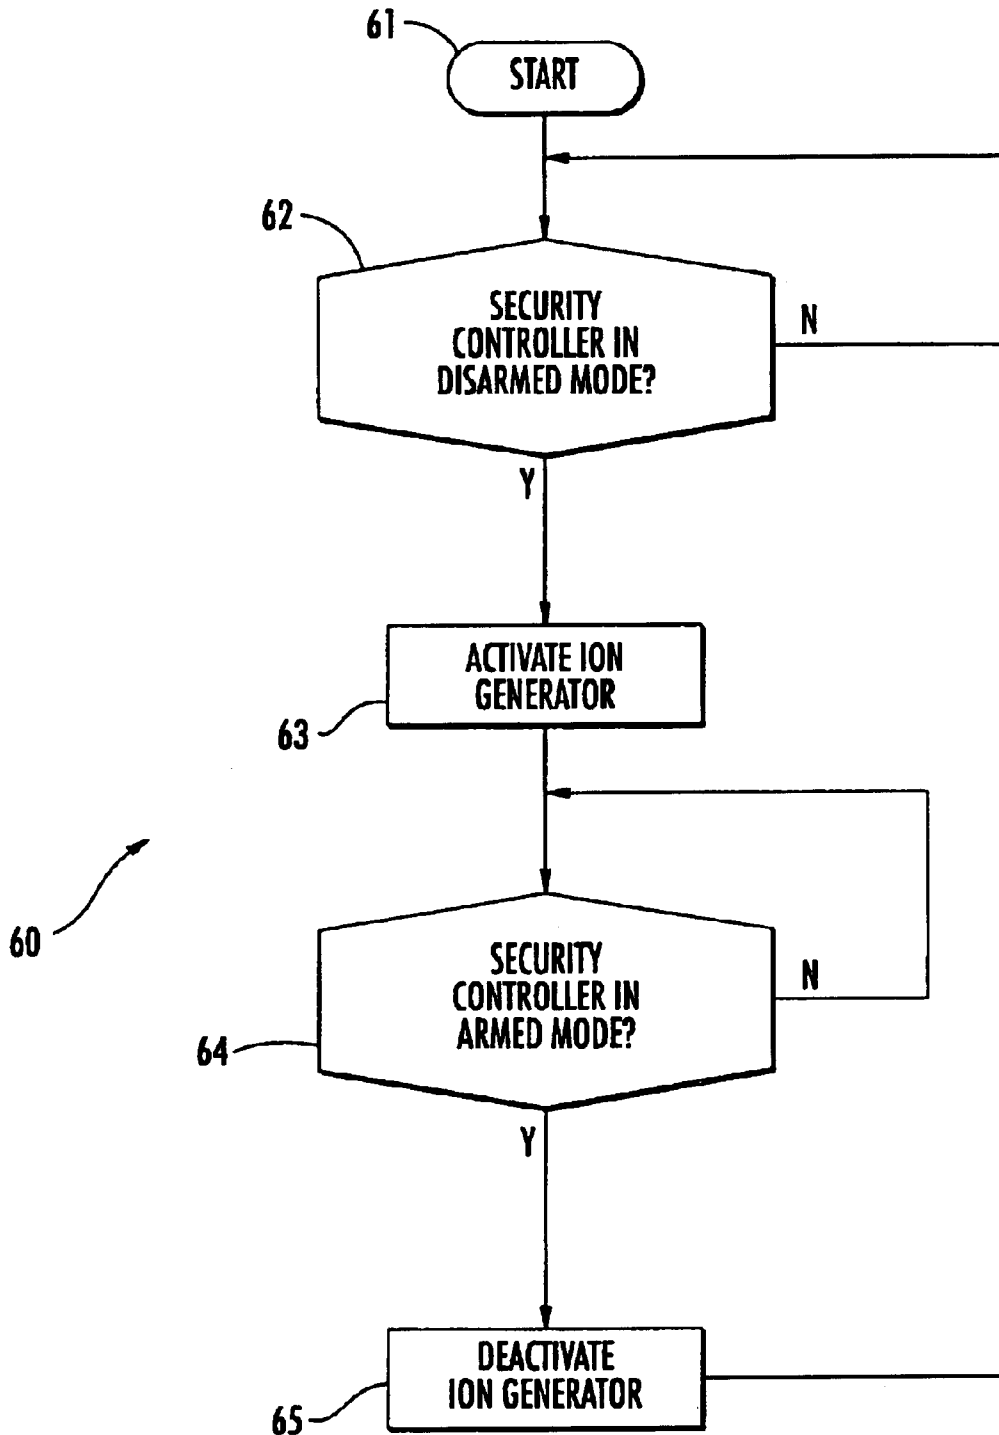 61
START
62
SECURITY
CONTROLLER IN
DISARMED MODE?
N
Y
ACTIVATE ION
GENERATOR
63
60
SECURITY
CONTROLLER IN
ARMED MODE?
N
64
Y
DEACTIVATE
ION GENERATOR
65